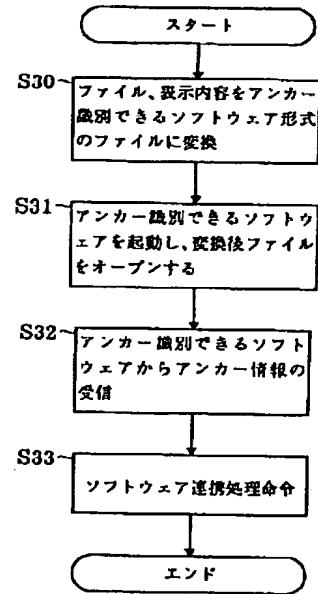 スタート
S30
ファイル、表示内容をアンカー
識別できるソフトウェア形式
のファイルに変換
S31
アンカー識別できるソフトウ
ェアを起動し、変換後ファイル
をオープンする
S32
アンカー識別できるソフト
ウェアからアンカー情報の
受信
S33
ソフトウェア連携処理命令
エンド